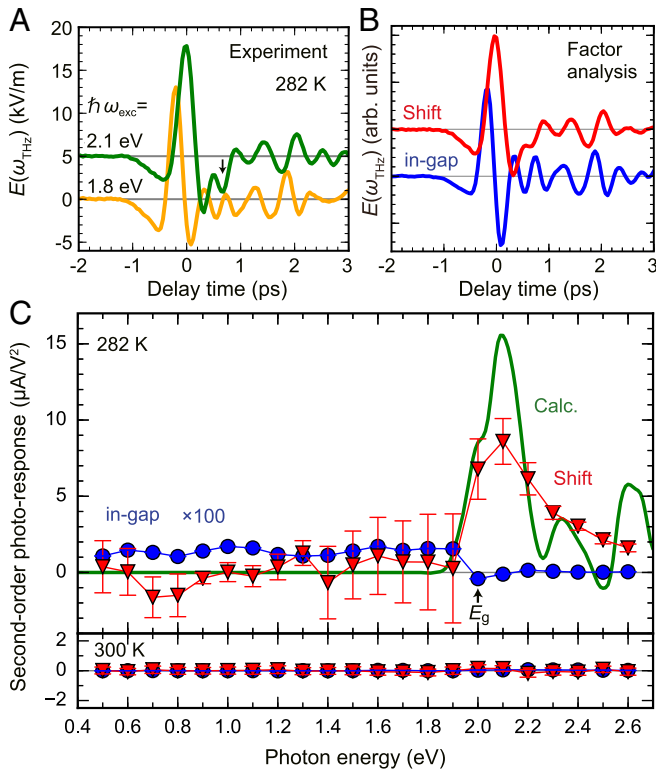 A
Experiment
282 K
ℏ ω_exc =
2.1 eV
1.8 eV
E(ω_THz) (kV/m)
20
15
10
5
0
−5
-2 -1 0 1 2 3
Delay time (ps)
B
Factor
analysis
Shift
in-gap
E(ω_THz) (arb. units)
-2 -1 0 1 2 3
Delay time (ps)
C
282 K
Calc.
Shift
in-gap ×100
E_g
Second-order photo-response (μA/V²)
15
10
5
0
300 K
2
0
−2
0.4 0.6 0.8 1.0 1.2 1.4 1.6 1.8 2.0 2.2 2.4 2.6
Photon energy (eV)